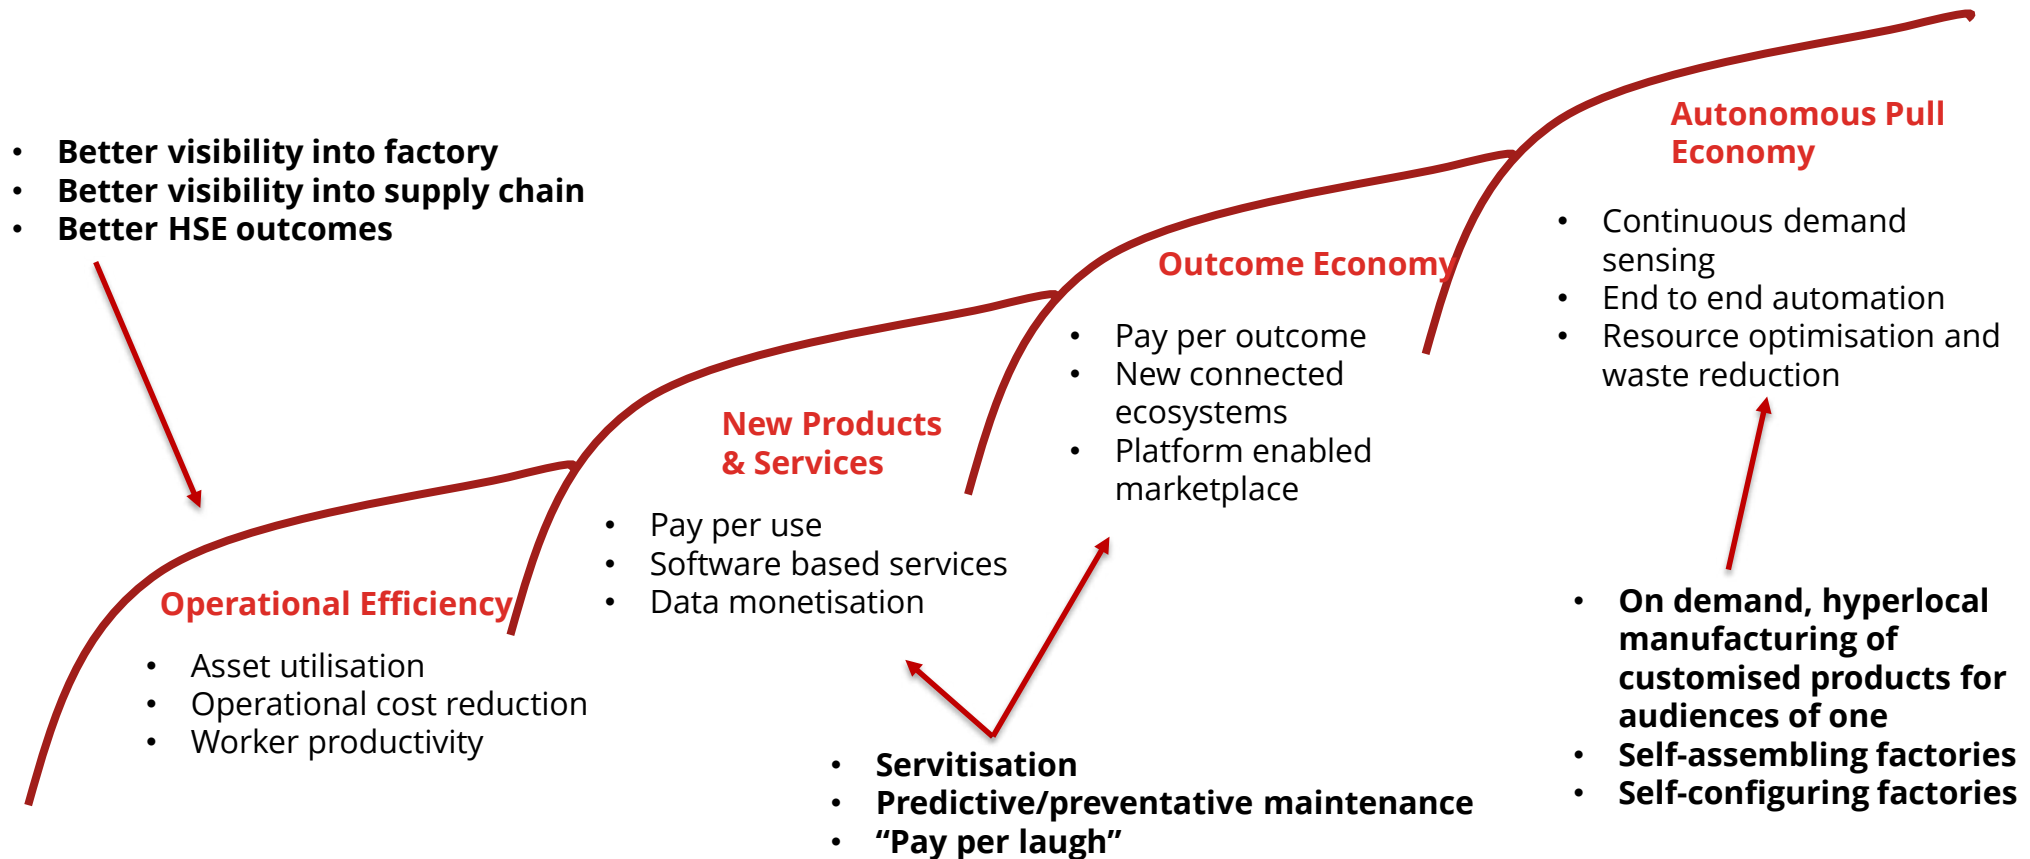 • Better visibility into factory
• Better visibility into supply chain
• Better HSE outcomes
Operational Efficiency
• Asset utilisation
• Operational cost reduction
• Worker productivity
New Products
& Services
• Pay per use
• Software based services
• Data monetisation
Outcome Economy
• Pay per outcome
• New connected
ecosystems
• Platform enabled
marketplace
• Servitisation
• Predictive/preventative maintenance
• “Pay per laugh”
Autonomous Pull
Economy
• Continuous demand
sensing
• End to end automation
• Resource optimisation and
waste reduction
• On demand, hyperlocal
manufacturing of
customised products for
audiences of one
• Self-assembling factories
• Self-configuring factories